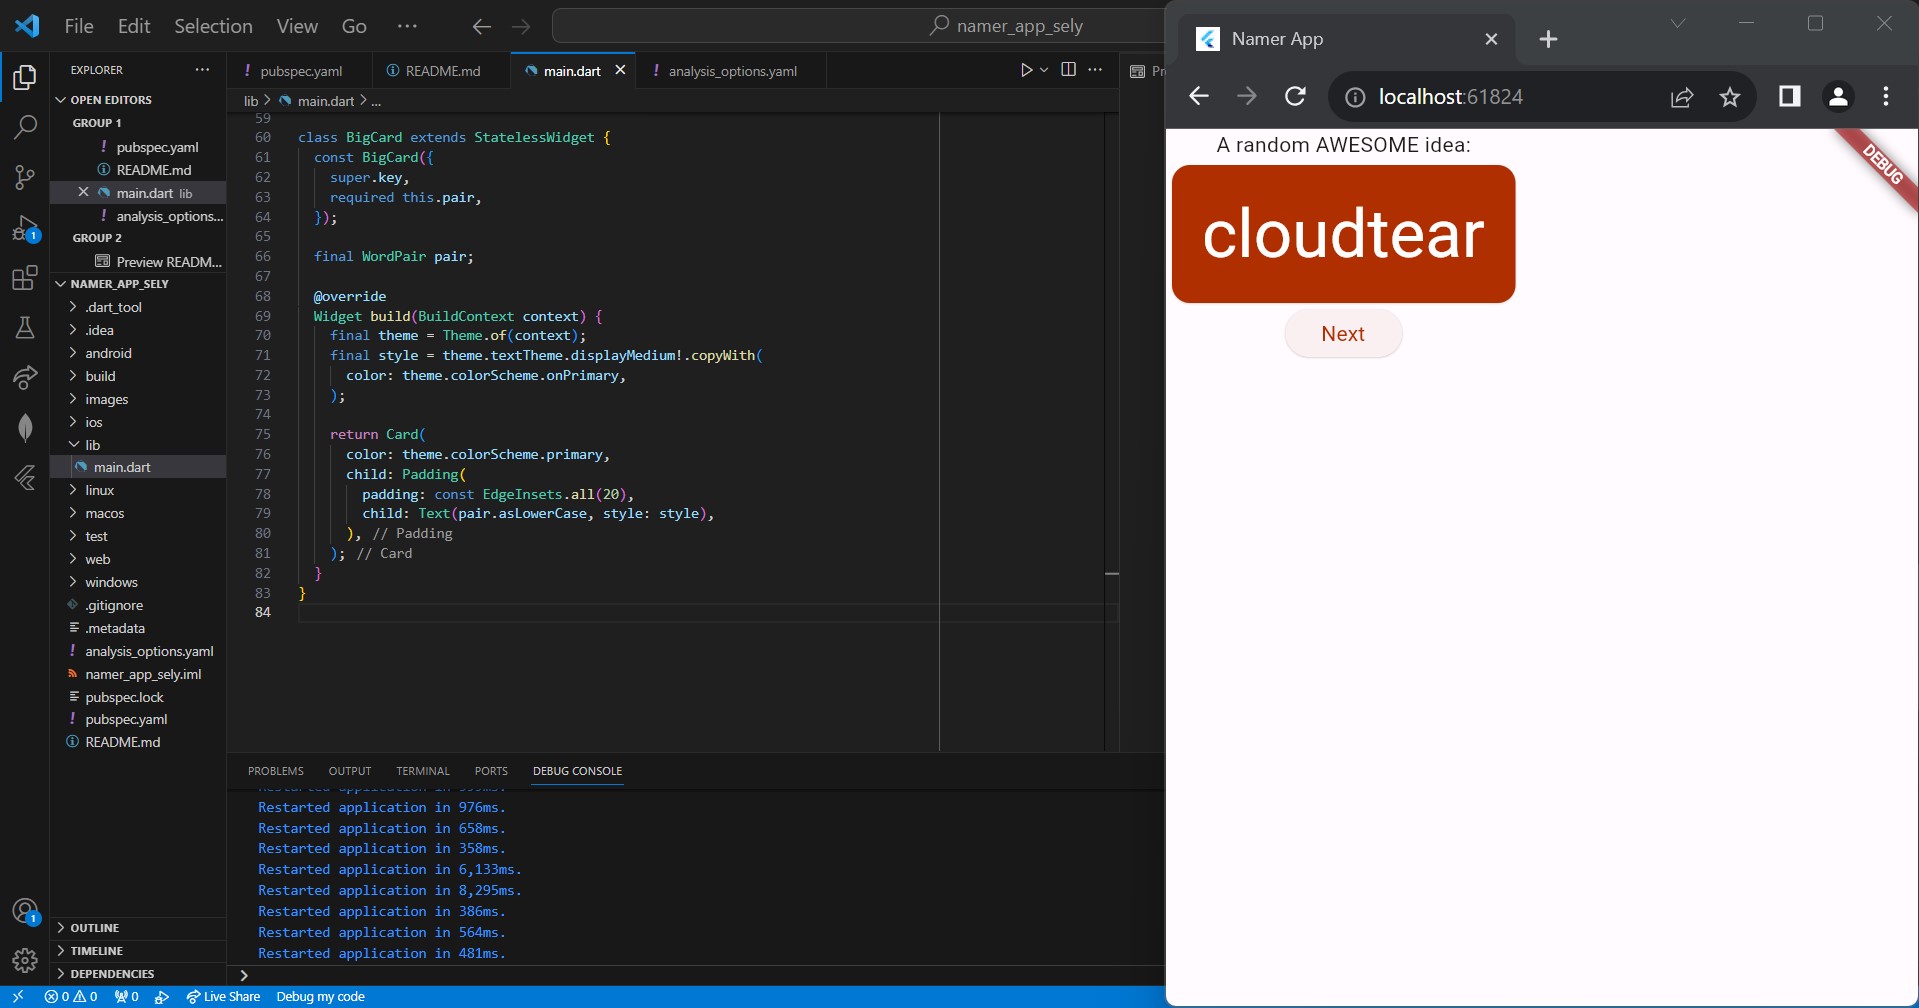 File Edit Selection View Go ···
namer_app_sely
EXPLORER ···
OPEN EDITORS
GROUP 1
! pubspec.yaml
README.md
main.dart lib
! analysis_options...
GROUP 2
Preview READM...
NAMER_APP_SELY
.dart_tool
.idea
android
build
images
ios
lib
main.dart
linux
macos
test
web
windows
.gitignore
.metadata
! analysis_options.yaml
namer_app_sely.iml
pubspec.lock
! pubspec.yaml
README.md
OUTLINE
TIMELINE
DEPENDENCIES
1
1
! pubspec.yaml README.md main.dart ! analysis_options.yaml ···
lib > main.dart > ...
59
60 class BigCard extends StatelessWidget {
61 const BigCard({
62 super.key,
63 required this.pair,
64 });
65
66 final WordPair pair;
67
68 @override
69 Widget build(BuildContext context) {
70 final theme = Theme.of(context);
71 final style = theme.textTheme.displayMedium!.copyWith(
72 color: theme.colorScheme.onPrimary,
73 );
74
75 return Card(
76 color: theme.colorScheme.primary,
77 child: Padding(
78 padding: const EdgeInsets.all(20),
79 child: Text(pair.asLowerCase, style: style),
80 ), // Padding
81 ); // Card
82 }
83 }
84
PROBLEMS OUTPUT TERMINAL PORTS DEBUG CONSOLE
Restarted application in 976ms.
Restarted application in 658ms.
Restarted application in 358ms.
Restarted application in 6,133ms.
Restarted application in 8,295ms.
Restarted application in 386ms.
Restarted application in 564ms.
Restarted application in 481ms.
>
0 0 0 Live Share Debug my code
Namer App
localhost:61824
A random AWESOME idea:
DEBUG
cloudtear
Next